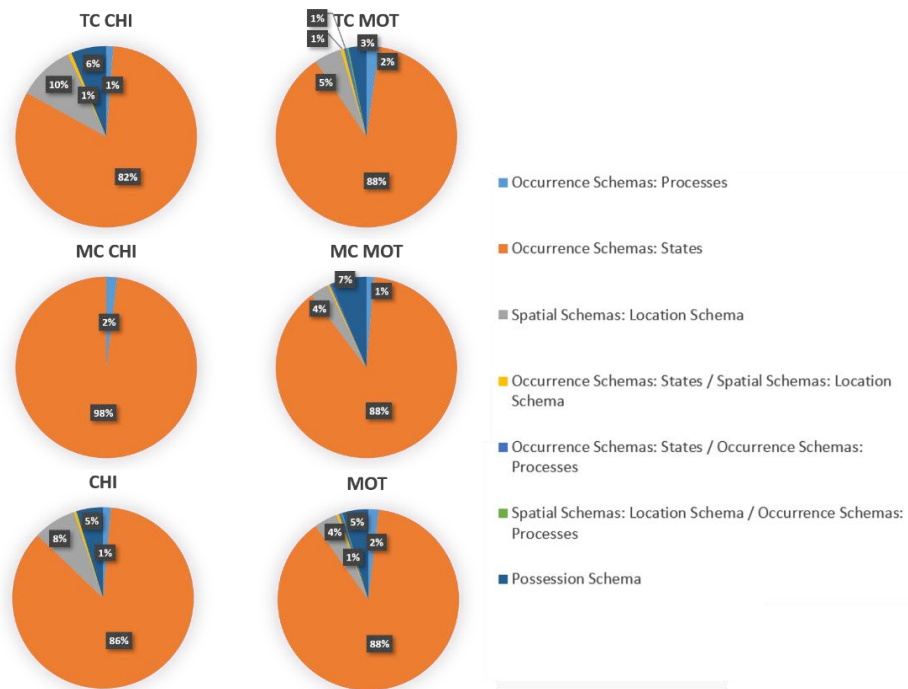 TC CHI
6%
1%
10%
1%
82%
TC MOT
1%
1%
3%
2%
5%
88%
MC CHI
2%
98%
MC MOT
7%
1%
4%
88%
CHI
5%
1%
8%
86%
MOT
5%
2%
4%
1%
88%
Occurrence Schemas: Processes
Occurrence Schemas: States
Spatial Schemas: Location Schema
Occurrence Schemas: States / Spatial Schemas: Location
Schema
Occurrence Schemas: States / Occurrence Schemas:
Processes
Spatial Schemas: Location Schema / Occurrence Schemas:
Processes
Possession Schema